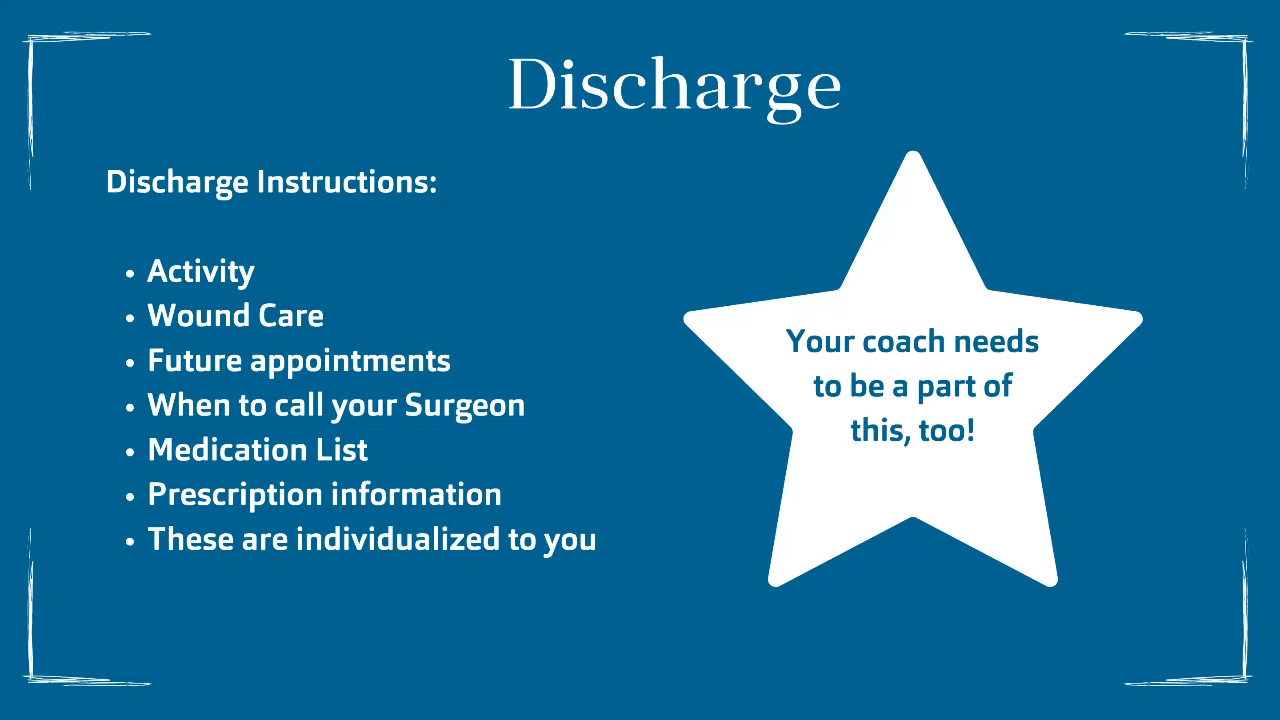 Discharge
Discharge Instructions:
• Activity
• Wound Care
• Future appointments
• When to call your Surgeon
• Medication List
• Prescription information
• These are individualized to you
Your coach needs
to be a part of
this, too!